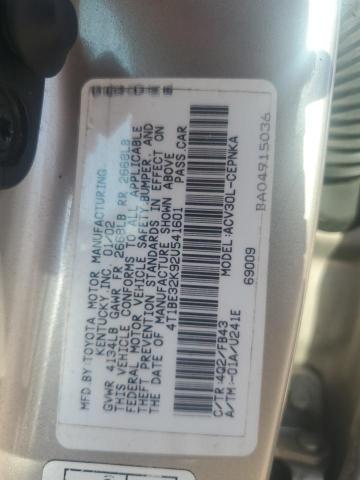 MFD. BY TOYOTA MOTOR MANUFACTURING
KENTUCKY, INC. 01/02
GVWR 4134LB GAWR FR 2668LB RR 2668LB
THIS VEHICLE CONFORMS TO ALL APPLICABLE
FEDERAL MOTOR VEHICLE SAFETY, BUMPER, AND
THEFT PREVENTION STANDARDS IN EFFECT ON
THE DATE OF MANUFACTURE SHOWN ABOVE.
4T1BE32K92U541601 PASS. CAR
MODEL:ACV30L-CEPNKA
C/TR:4Q2/FB43 69009
A/TM:-01A/U241E
BA04915036